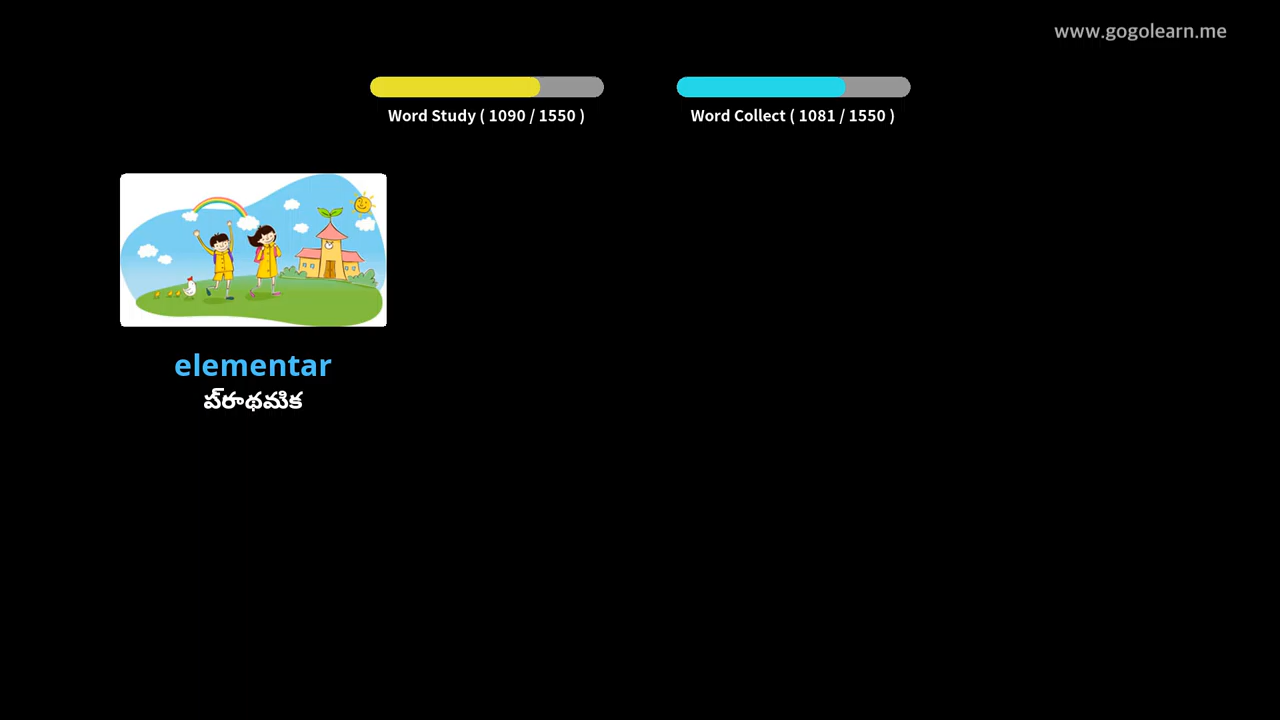 www.gogolearn.me
Word Study ( 1090 / 1550 )
Word Collect ( 1081 / 1550 )
elementar
ప్రాథమిక